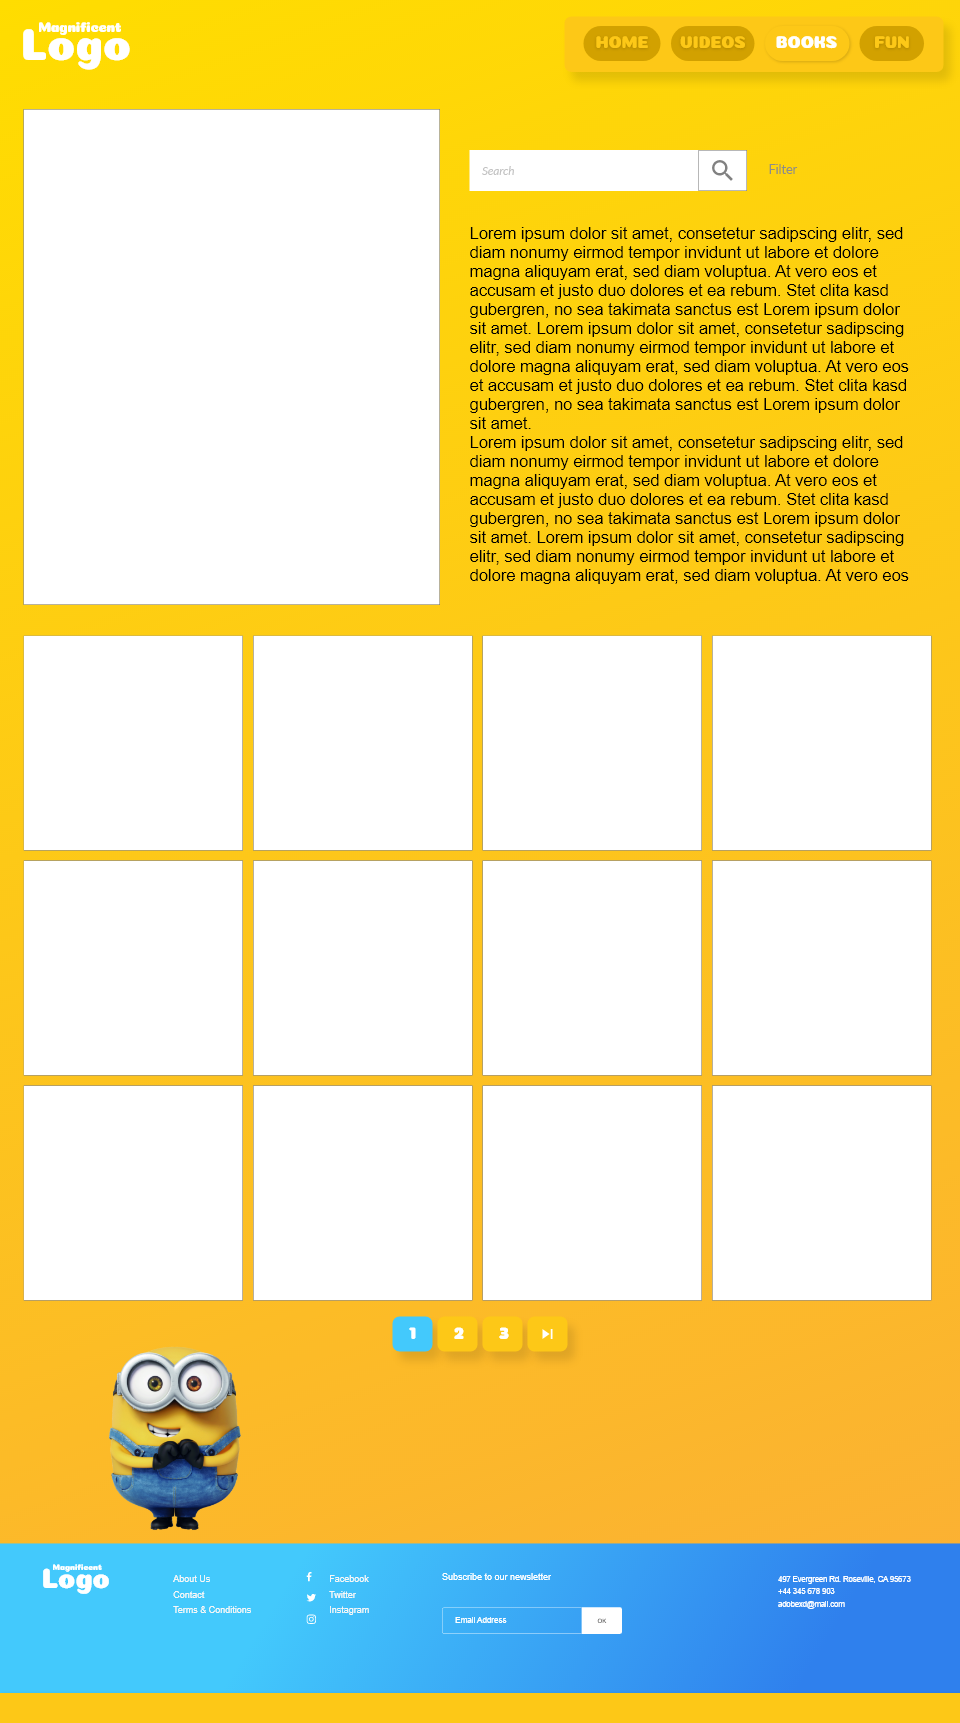 Magnificent
Logo
HOME VIDEOS BOOKS FUN
Search
Filter
Lorem ipsum dolor sit amet, consetetur sadipscing elitr, sed
diam nonumy eirmod tempor invidunt ut labore et dolore
magna aliquyam erat, sed diam voluptua. At vero eos et
accusam et justo duo dolores et ea rebum. Stet clita kasd
gubergren, no sea takimata sanctus est Lorem ipsum dolor
sit amet. Lorem ipsum dolor sit amet, consetetur sadipscing
elitr, sed diam nonumy eirmod tempor invidunt ut labore et
dolore magna aliquyam erat, sed diam voluptua. At vero eos
et accusam et justo duo dolores et ea rebum. Stet clita kasd
gubergren, no sea takimata sanctus est Lorem ipsum dolor
sit amet.
Lorem ipsum dolor sit amet, consetetur sadipscing elitr, sed
diam nonumy eirmod tempor invidunt ut labore et dolore
magna aliquyam erat, sed diam voluptua. At vero eos et
accusam et justo duo dolores et ea rebum. Stet clita kasd
gubergren, no sea takimata sanctus est Lorem ipsum dolor
sit amet. Lorem ipsum dolor sit amet, consetetur sadipscing
elitr, sed diam nonumy eirmod tempor invidunt ut labore et
dolore magna aliquyam erat, sed diam voluptua. At vero eos
1 2 3
Magnificent
Logo
About Us
Contact
Terms & Conditions
Facebook
Twitter
Instagram
Subscribe to our newsletter
Email Address
OK
497 Evergreen Rd. Roseville, CA 95673
+44 345 678 903
adobexd@mail.com